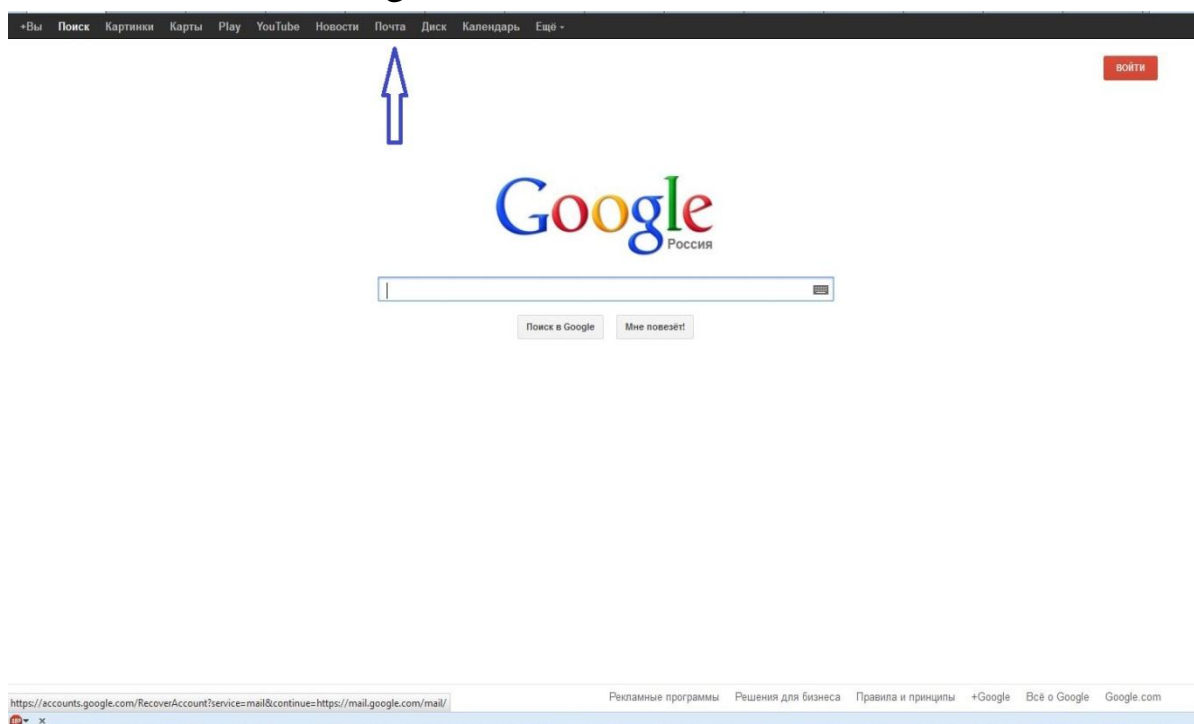 +Вы Поиск Картинки Карты Play YouTube Новости Почта Диск Календарь Ещё
ВОЙТИ
Google
Россия
Поиск в Google Мне повезёт!
https://accounts.google.com/RecoverAccount?service=mail&continue=https://mail.google.com/mail/ Рекламные программы Решения для бизнеса Правила и принципы +Google Всё о Google Google.com
ABP